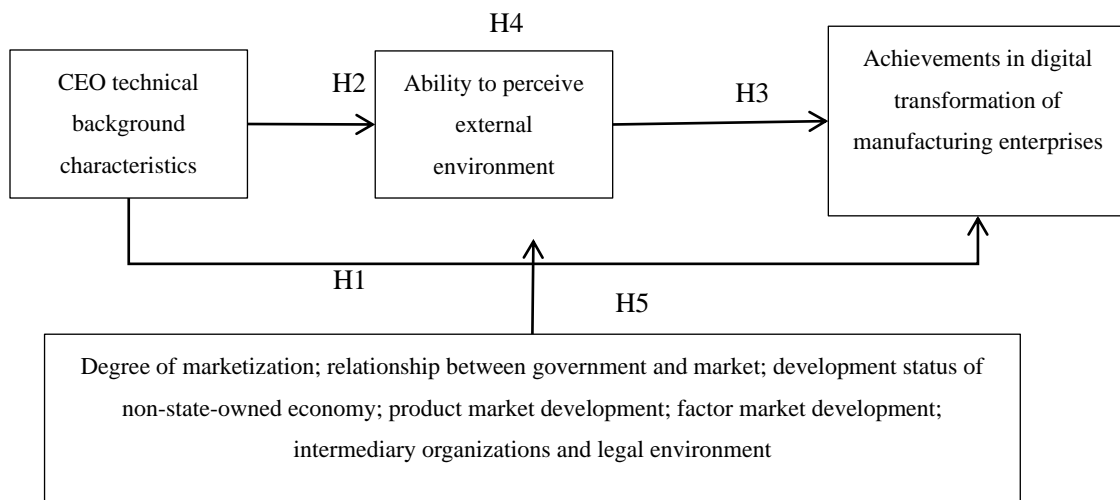 H4
CEO technical
background
characteristics
H2
Ability to perceive
external
environment
H3
Achievements in digital
transformation of
manufacturing enterprises
H1
H5
Degree of marketization; relationship between government and market; development status of
non-state-owned economy; product market development; factor market development;
intermediary organizations and legal environment